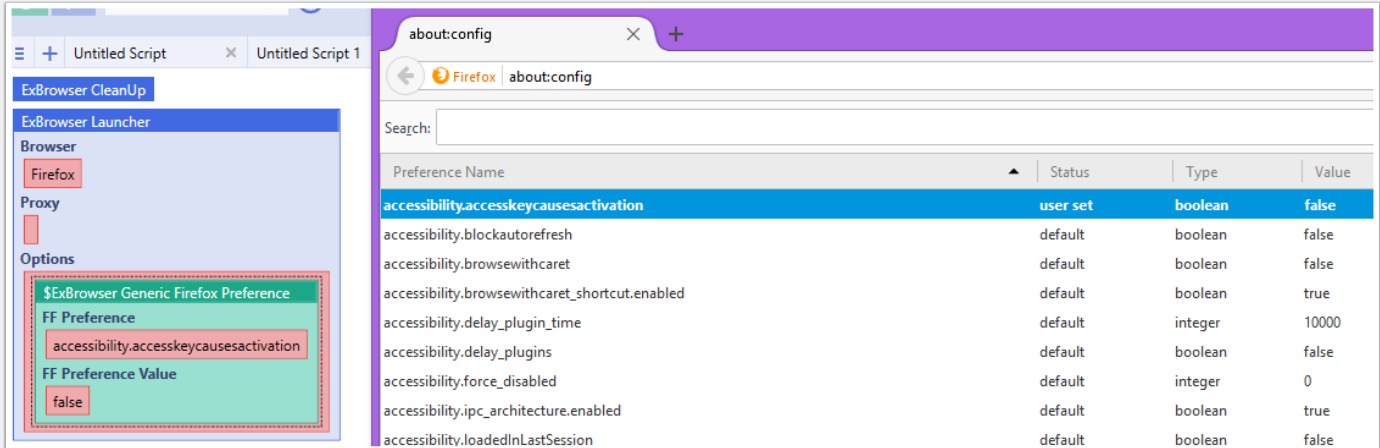 Untitled Script
Untitled Script 1
ExBrowser CleanUp
ExBrowser Launcher
Browser
Firefox
Proxy
Options
$ExBrowser Generic Firefox Preference
FF Preference
accessibility.accesskeycausesactivation
FF Preference Value
false
about:config
Firefox about:config
Search:
Preference Name Status Type Value
accessibility.accesskeycausesactivation user set boolean false
accessibility.blockautorefresh default boolean false
accessibility.browsewithcaret default boolean false
accessibility.browsewithcaret_shortcut.enabled default boolean true
accessibility.delay_plugin_time default integer 10000
accessibility.delay_plugins default boolean false
accessibility.force_disabled default integer 0
accessibility.ipc_architecture.enabled default boolean true
accessibility.loadedInLastSession default boolean false